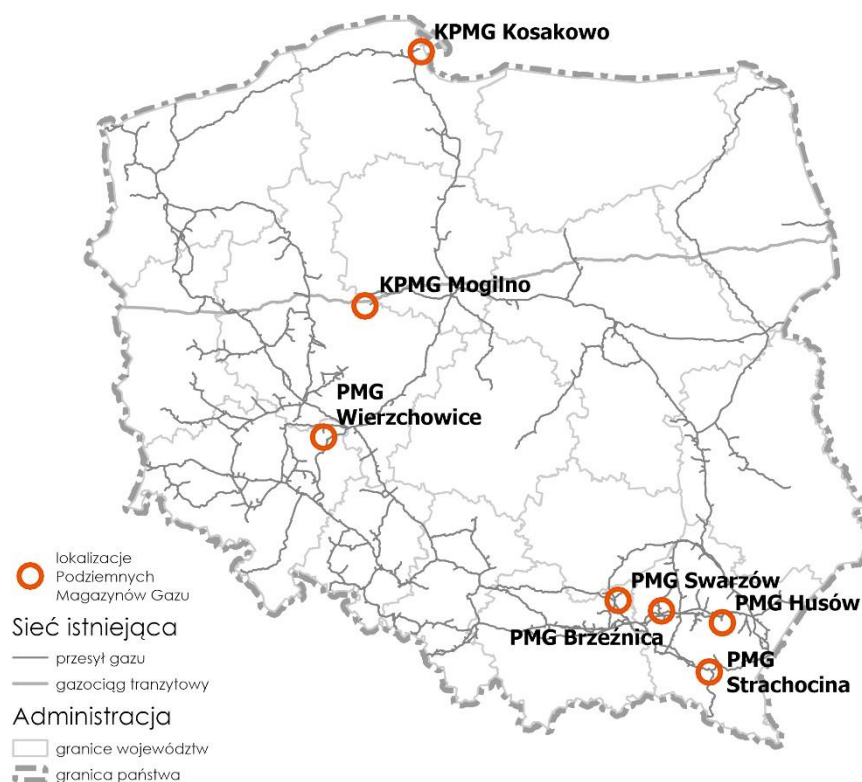 KPMG Kosakowo
KPMG Mogilno
PMG
Wierzchowice
PMG Swarzów
PMG Husów
PMG Brzeźnica
PMG
Strachocina
lokalizacje
Podziemnych
Magazynów Gazu
Sieć istniejąca
przesył gazu
gazociąg tranzytowy
Administracja
granice województw
granica państwa